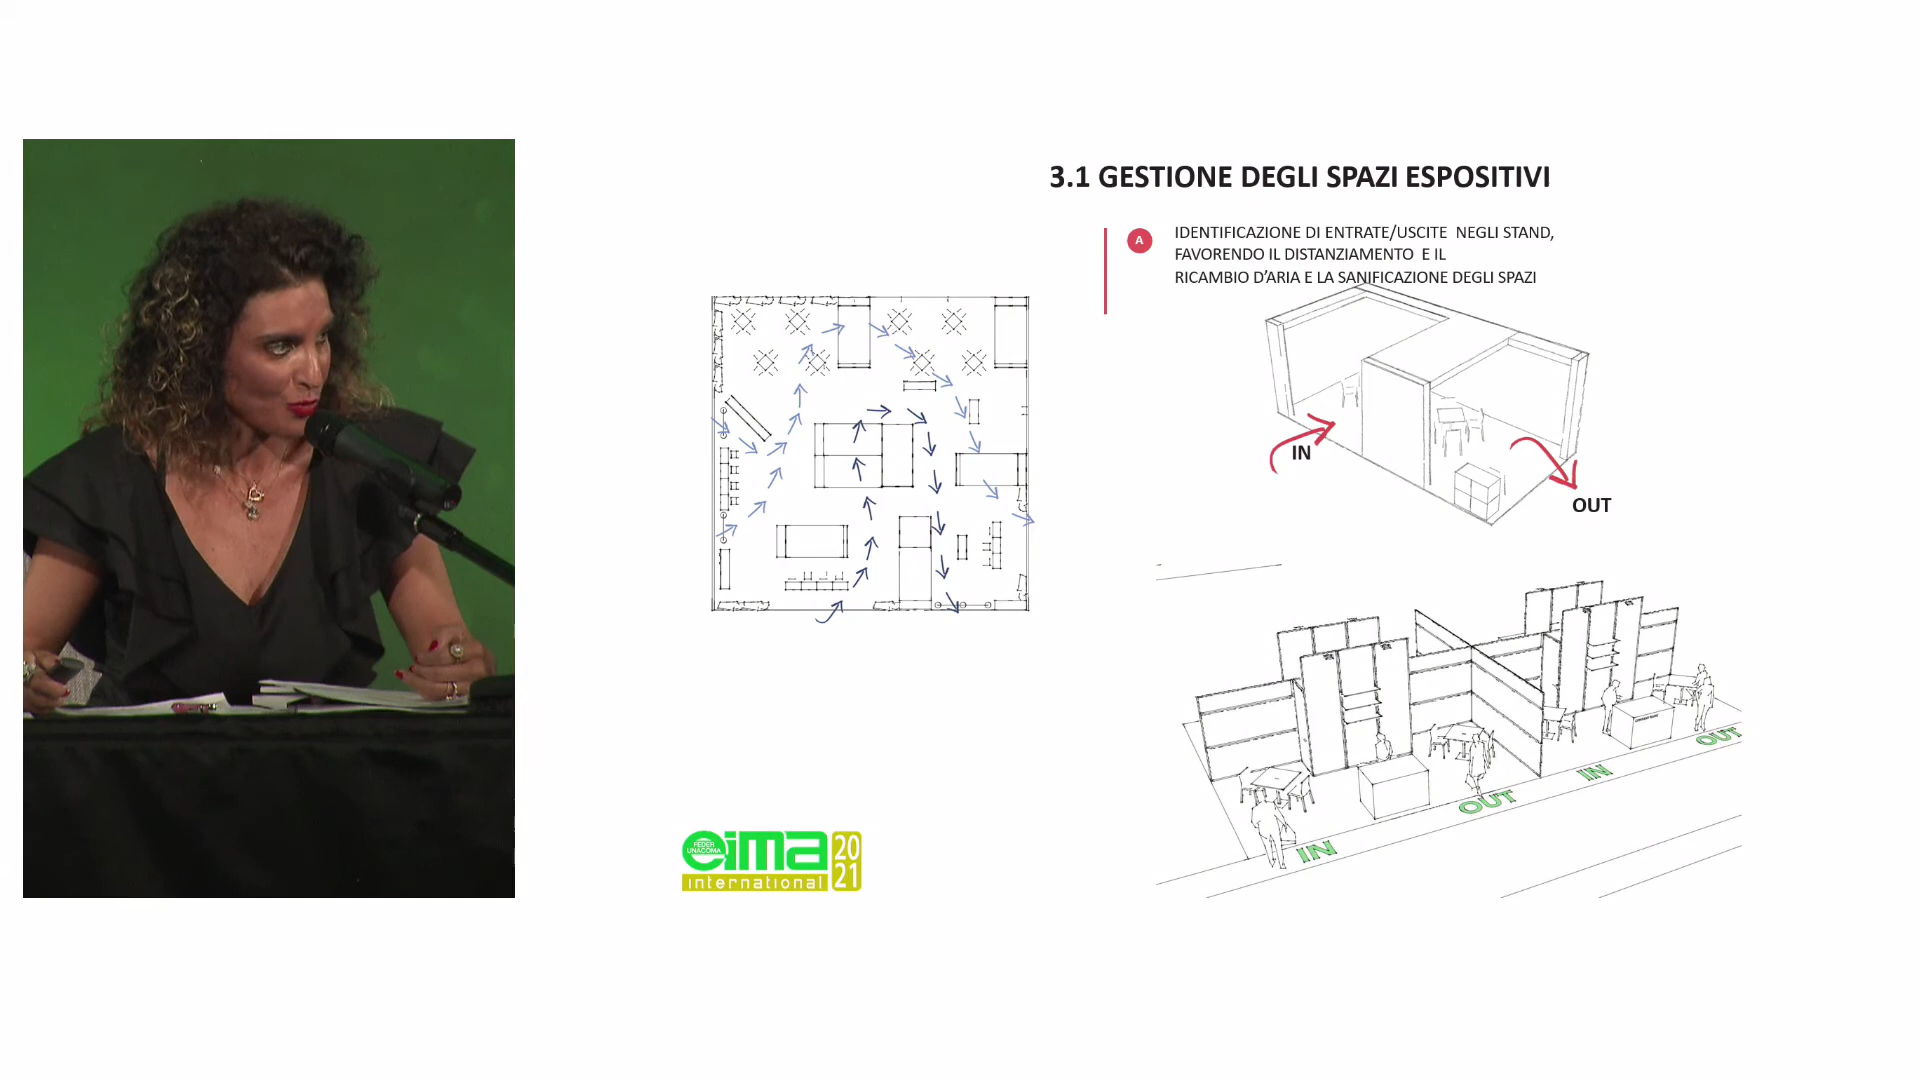 3.1 GESTIONE DEGLI SPAZI ESPOSITIVI
A
IDENTIFICAZIONE DI ENTRATE/USCITE NEGLI STAND,
FAVORENDO IL DISTANZIAMENTO E IL
RICAMBIO D'ARIA E LA SANIFICAZIONE DEGLI SPAZI
IN
OUT
OUT
IN
OUT
IN
FEDER
UNACOMA
eima
international
20
21